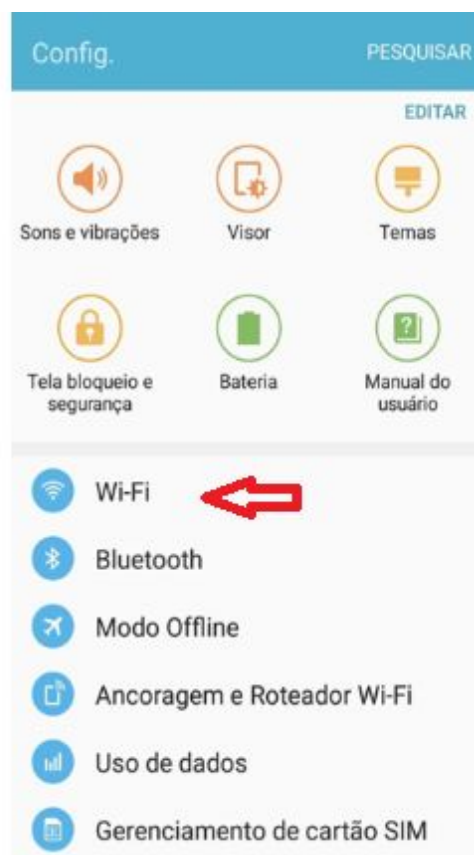 Config.
PESQUISAR
EDITAR
Sons e vibrações
Visor
Temas
Tela bloqueio e
segurança
Bateria
Manual do
usuário
Wi-Fi
Bluetooth
Modo Offline
Ancoragem e Roteador Wi-Fi
Uso de dados
Gerenciamento de cartão SIM